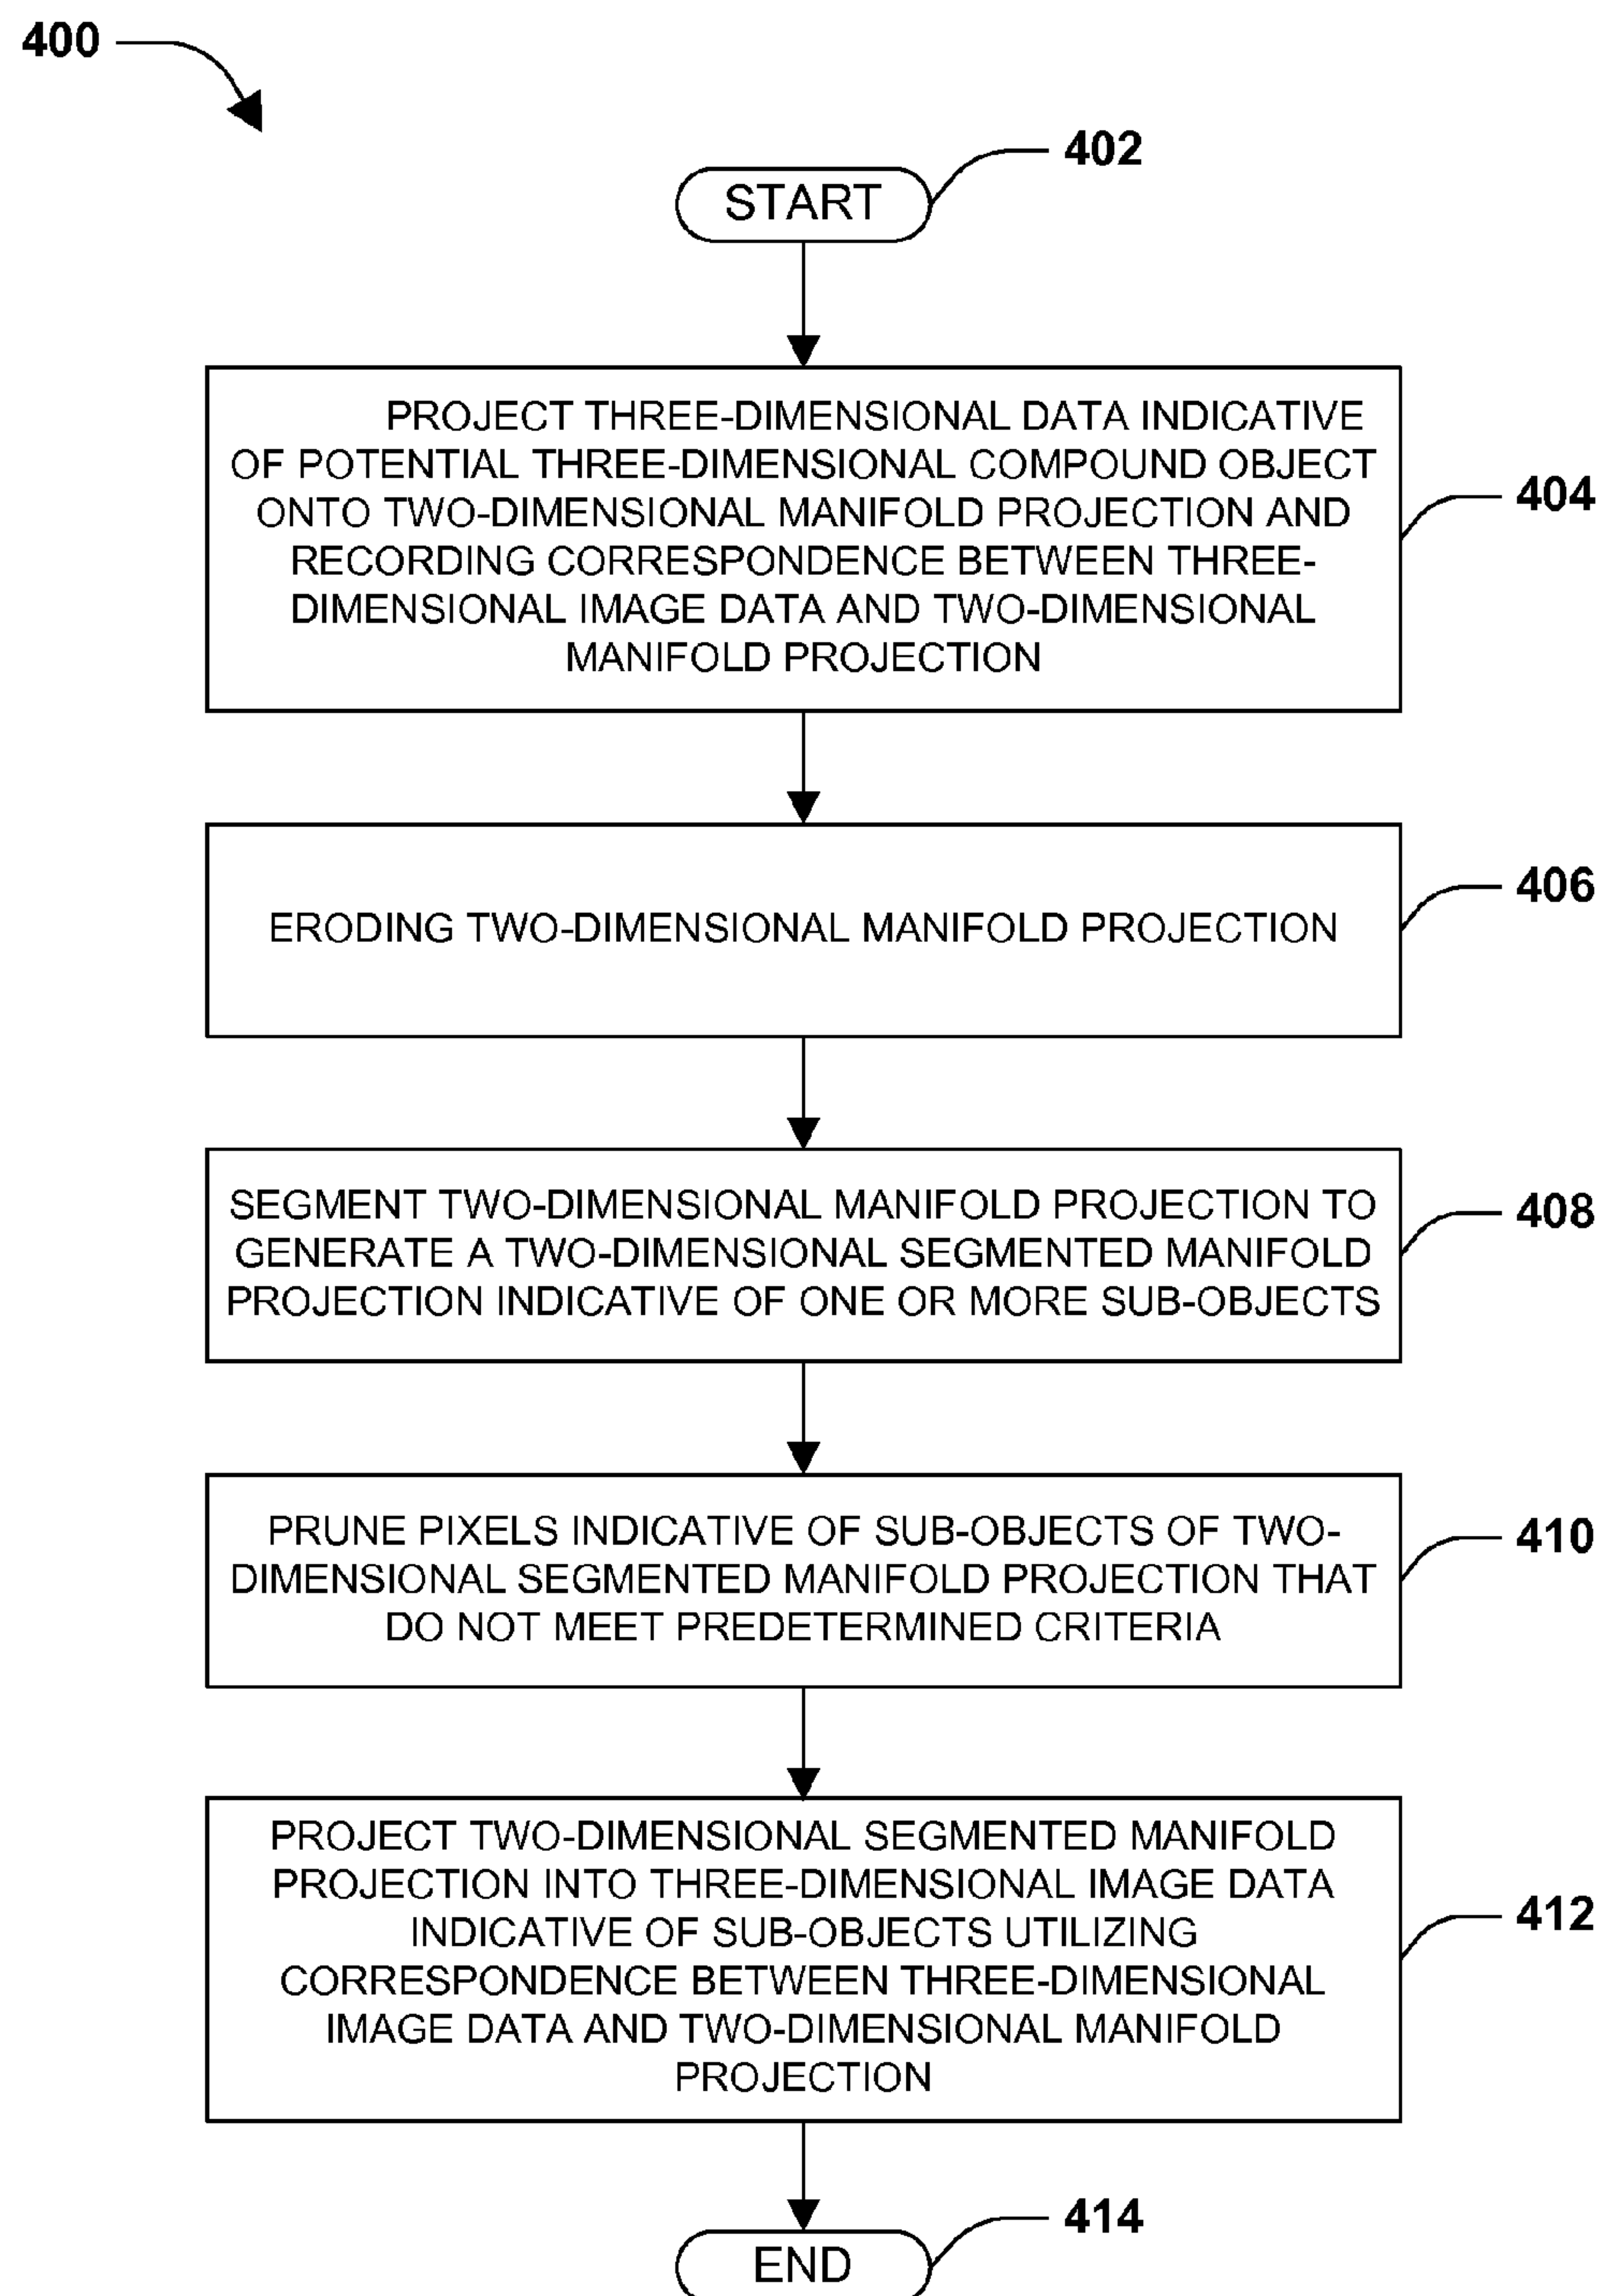 400
402
START
PROJECT THREE-DIMENSIONAL DATA INDICATIVE
OF POTENTIAL THREE-DIMENSIONAL COMPOUND OBJECT
ONTO TWO-DIMENSIONAL MANIFOLD PROJECTION AND
RECORDING CORRESPONDENCE BETWEEN THREE-
DIMENSIONAL IMAGE DATA AND TWO-DIMENSIONAL
MANIFOLD PROJECTION
404
ERODING TWO-DIMENSIONAL MANIFOLD PROJECTION
406
SEGMENT TWO-DIMENSIONAL MANIFOLD PROJECTION TO
GENERATE A TWO-DIMENSIONAL SEGMENTED MANIFOLD
PROJECTION INDICATIVE OF ONE OR MORE SUB-OBJECTS
408
PRUNE PIXELS INDICATIVE OF SUB-OBJECTS OF TWO-
DIMENSIONAL SEGMENTED MANIFOLD PROJECTION THAT
DO NOT MEET PREDETERMINED CRITERIA
410
PROJECT TWO-DIMENSIONAL SEGMENTED MANIFOLD
PROJECTION INTO THREE-DIMENSIONAL IMAGE DATA
INDICATIVE OF SUB-OBJECTS UTILIZING
CORRESPONDENCE BETWEEN THREE-DIMENSIONAL
IMAGE DATA AND TWO-DIMENSIONAL MANIFOLD
PROJECTION
412
414
END